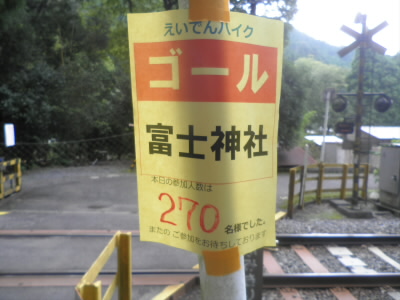 えいでんハイク
ゴール
富士神社
本日の参加人数は
270 名様でした。
またの ご参加をお待ちしております